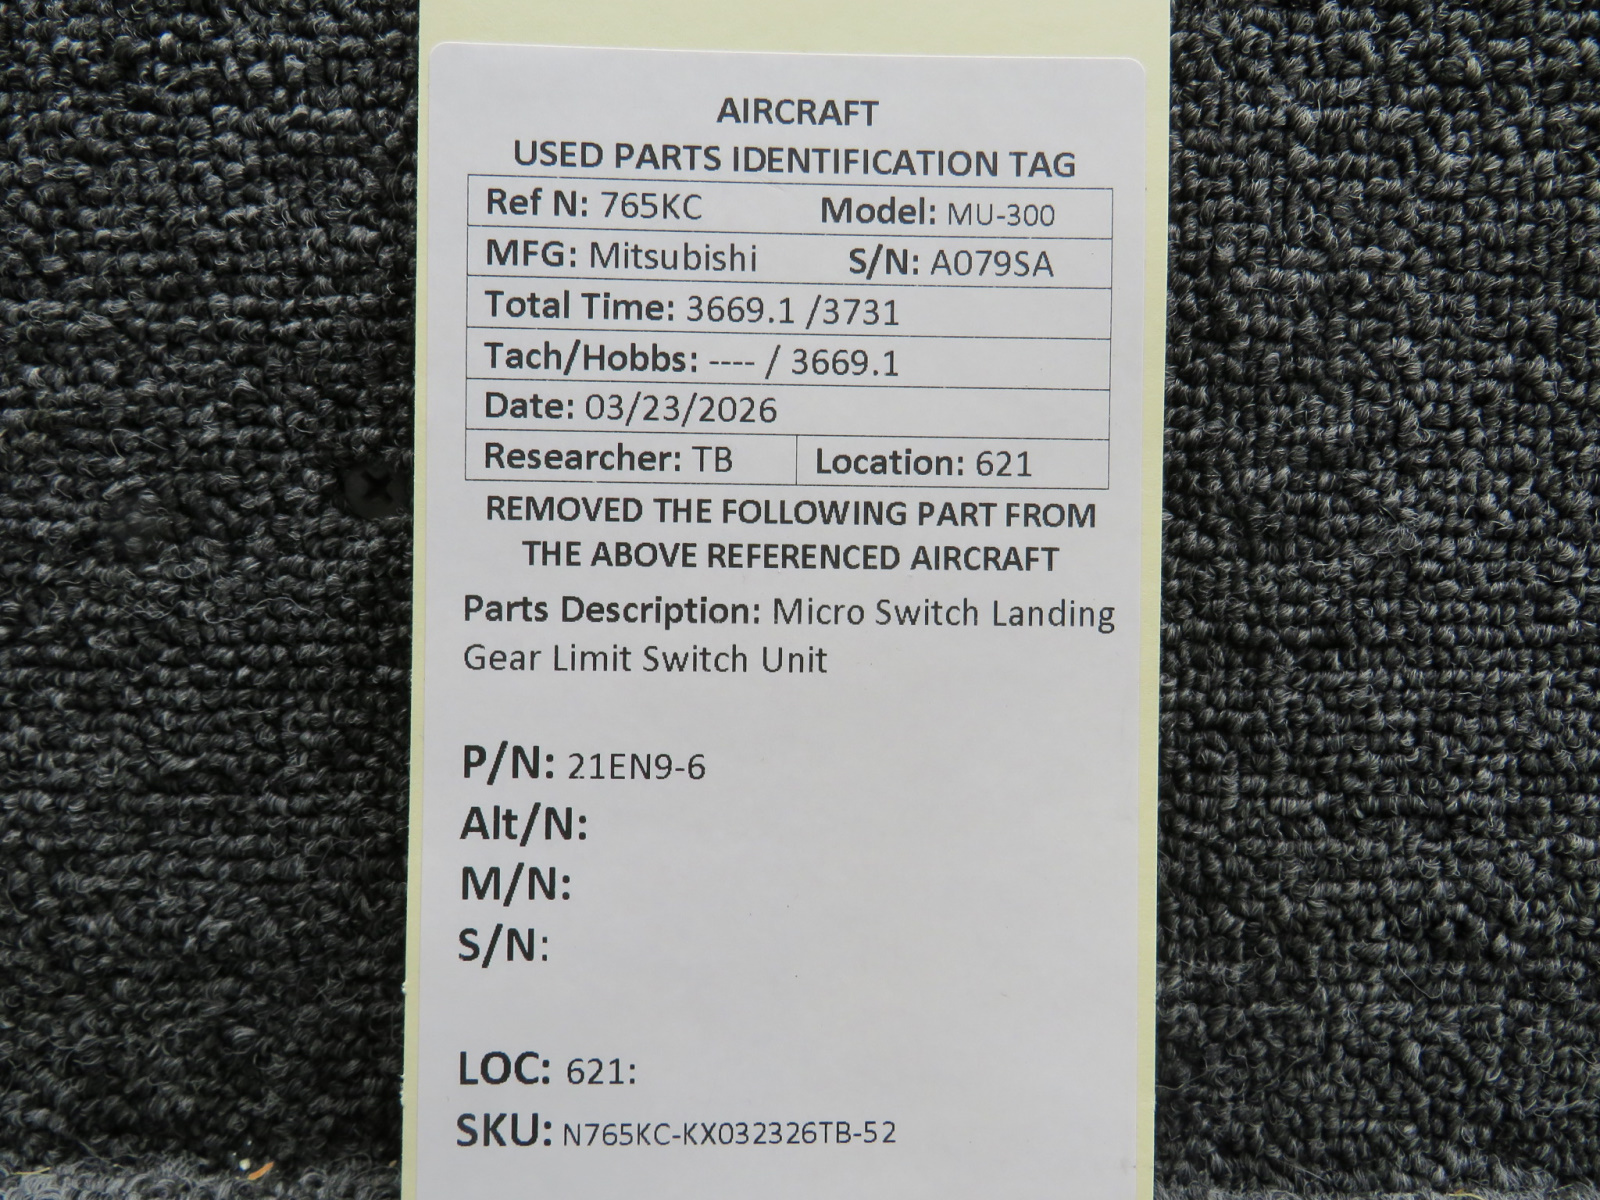 AIRCRAFT
USED PARTS IDENTIFICATION TAG
Ref N: 765KC Model: MU-300
MFG: Mitsubishi S/N: A079SA
Total Time: 3669.1 /3731
Tach/Hobbs: ---- / 3669.1
Date: 03/23/2026
Researcher: TB Location: 621
REMOVED THE FOLLOWING PART FROM
THE ABOVE REFERENCED AIRCRAFT
Parts Description: Micro Switch Landing
Gear Limit Switch Unit
P/N: 21EN9-6
Alt/N:
M/N:
S/N:
LOC: 621:
SKU: N765KC-KX032326TB-52